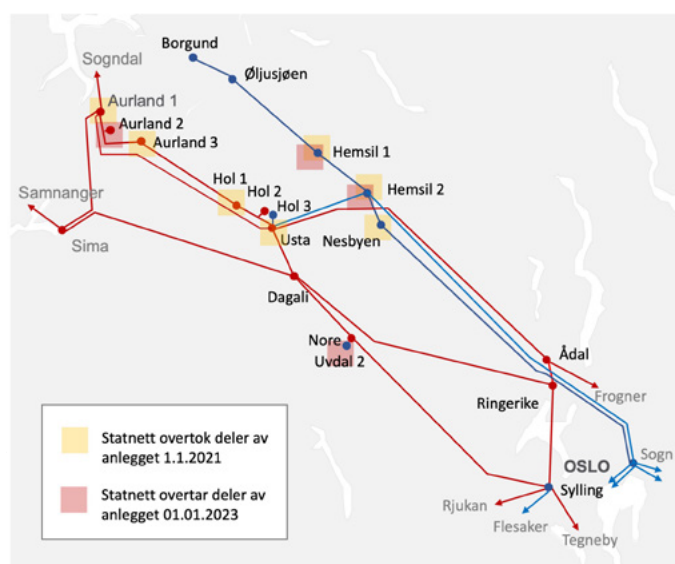 Borgund
Sogndal
Øljusjøen
Aurland 1
Aurland 2
Aurland 3
Hemsil 1
Hol 1
Hol 2
Hol 3
Hemsil 2
Samnanger
Sima
Usta
Nesbyen
Dagali
Nore
Uvdal 2
Ådal
Ringerike
Frogner
Statnett overtok deler av
anlegget 1.1.2021
Statnett overtar deler av
anlegget 01.01.2023
Sogn
OSLO
Sylling
Rjukan
Flesaker
Tegneby